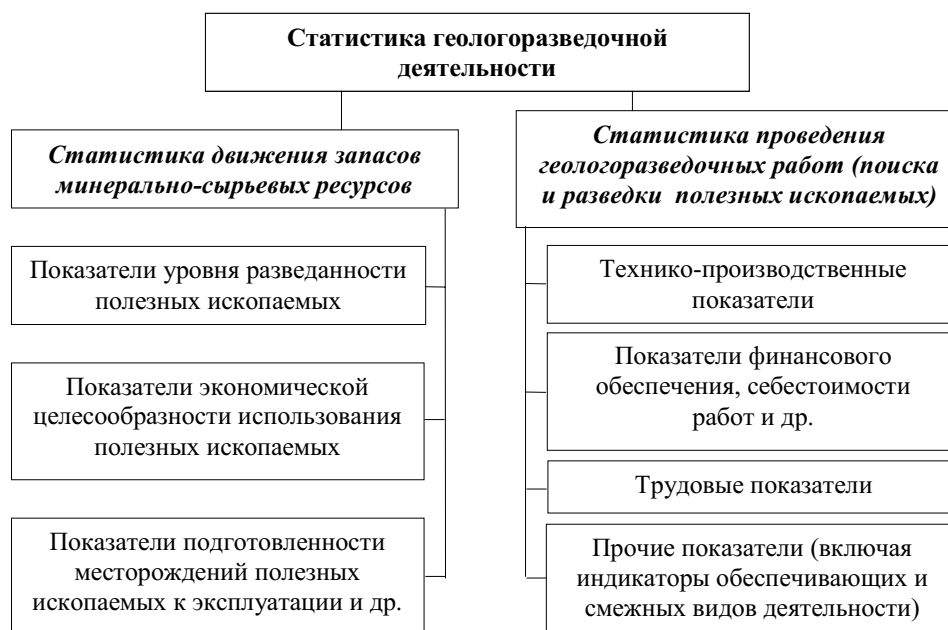 Статистика геологоразведочной
деятельности
Статистика движения запасов
минерально-сырьевых ресурсов
Показатели уровня разведанности
полезных ископаемых
Показатели экономической
целесообразности использования
полезных ископаемых
Показатели подготовленности
месторождений полезных
ископаемых к эксплуатации и др.
Статистика проведения
геологоразведочных работ (поиска
и разведки полезных ископаемых)
Технико-производственные
показатели
Показатели финансового
обеспечения, себестоимости
работ и др.
Трудовые показатели
Прочие показатели (включая
индикаторы обеспечивающих и
смежных видов деятельности)